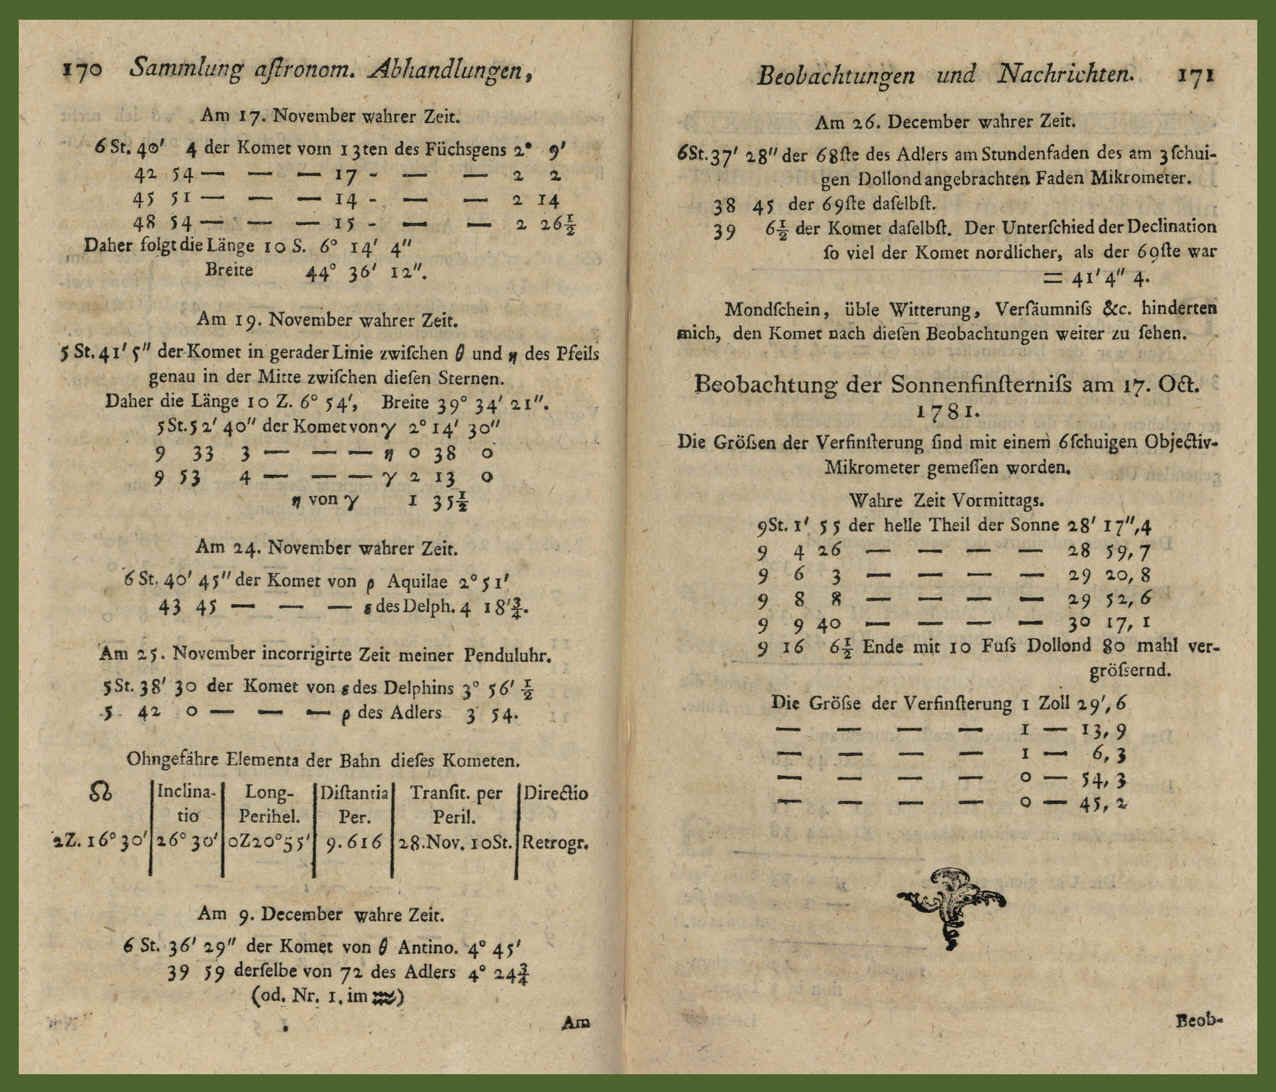 170 Sammlung aſtronom. Abhandlungen,
Am 17. November wahrer Zeit.
6 St. 40′ 4 der Komet vom 13ten des Füchsgens 2° 9′
42 54 — — — 17 - — — 2 2
45 51 — — — 14 - — — 2 14
48 54 — — — 15 - — — 2 26½
Daher folgt die Länge 10 S. 6° 14′ 4″
Breite 44° 36′ 12″.
Am 19. November wahrer Zeit.
5 St. 41′ 5″ der Komet in gerader Linie zwiſchen θ und η des Pfeils
genau in der Mitte zwiſchen dieſen Sternen.
Daher die Länge 10 Z. 6° 54′, Breite 39° 34′ 21″.
5 St. 52′ 40″ der Komet von γ 2° 14′ 30″
9 33 3 — — — η 0 38 0
9 53 4 — — — γ 2 13 0
η von γ 1 35½
Am 24. November wahrer Zeit.
6 St. 40′ 45″ der Komet von ρ Aquilae 2° 51′
43 45 — — — ε des Delph. 4 18′¾.
Am 25. November incorrigirte Zeit meiner Penduluhr.
5 St. 38′ 30 der Komet von ε des Delphins 3° 56′ ½
5 42 0 — — — ρ des Adlers 3 54.
Ohngefähre Elementa der Bahn dieſes Kometen.
☊ | Inclina- | Long- | Diſtantia | Tranſit. per | Directio
tio | Perihel. | Per. | Peril.
2Z. 16° 30′ | 26° 30′ | 0Z20°55′ | 9.616 | 28.Nov. 10St. | Retrogr.
Am 9. December wahre Zeit.
6 St. 36′ 29″ der Komet von θ Antino. 4° 45′
39 59 derſelbe von 72 des Adlers 4° 24¾
(od. Nr. 1. im ♒)
Am
Beobachtungen und Nachrichten. 171
Am 26. December wahrer Zeit.
6St. 37′ 28″ der 68ſte des Adlers am Stundenfaden des am 3ſchui-
gen Dollond angebrachten Faden Mikrometer.
38 45 der 69ſte daſelbſt.
39 6½ der Komet daſelbſt. Der Unterſchied der Declination
ſo viel der Komet nordlicher, als der 69ſte war
= 41′ 4″ 4.
Mondſchein, üble Witterung, Verſäumniſs &c. hinderten
mich, den Komet nach dieſen Beobachtungen weiter zu ſehen.
Beobachtung der Sonnenfinſterniſs am 17. Oct.
1781.
Die Gröſsen der Verfinſterung ſind mit einem 6ſchuigen Objectiv-
Mikrometer gemeſſen worden.
Wahre Zeit Vormittags.
9St. 1′ 55 der helle Theil der Sonne 28′ 17″,4
9 4 26 — — — — 28 59, 7
9 6 3 — — — — 29 20, 8
9 8 8 — — — — 29 52, 6
9 9 40 — — — — 30 17, 1
9 16 6½ Ende mit 10 Fuſs Dollond 80 mahl ver-
gröſsernd.
Die Gröſse der Verfinſterung 1 Zoll 29′, 6
— — — — 1 — 13, 9
— — — — 1 — 6, 3
— — — — 0 — 54, 3
— — — — 0 — 45, 2
Beob-